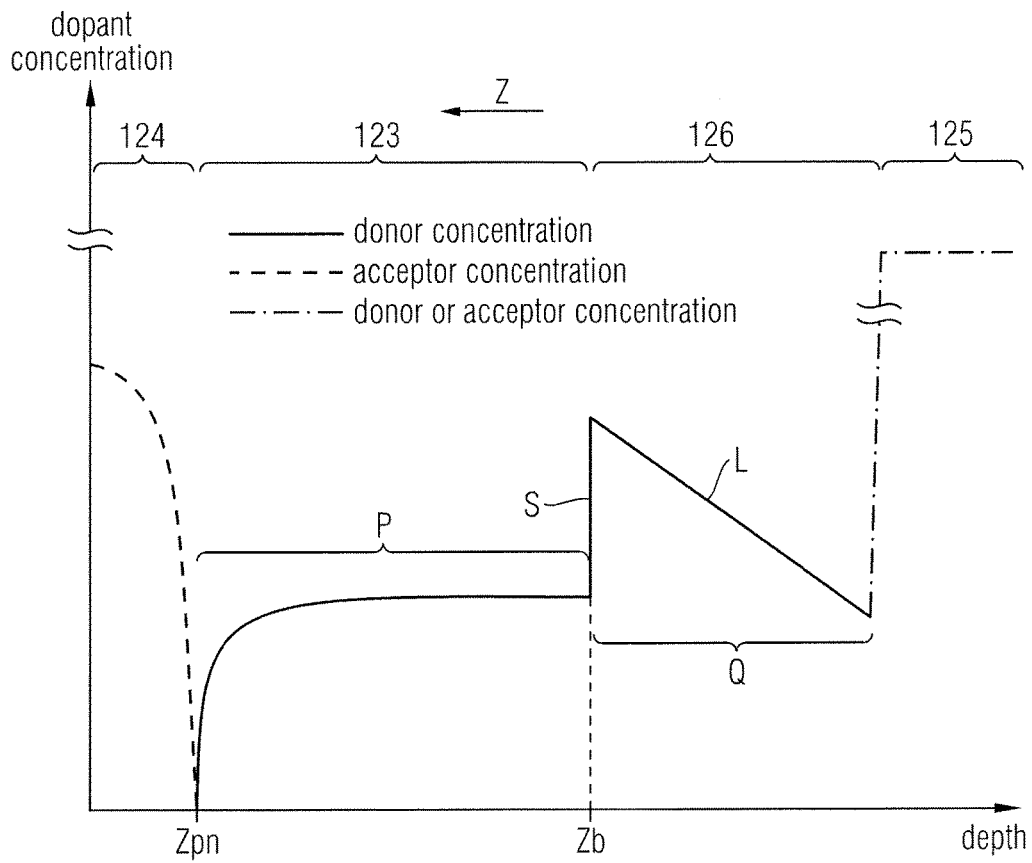 dopant
concentration
Z
124
123
126
125
donor concentration
acceptor concentration
donor or acceptor concentration
L
S
P
Q
Zpn
Zb
depth